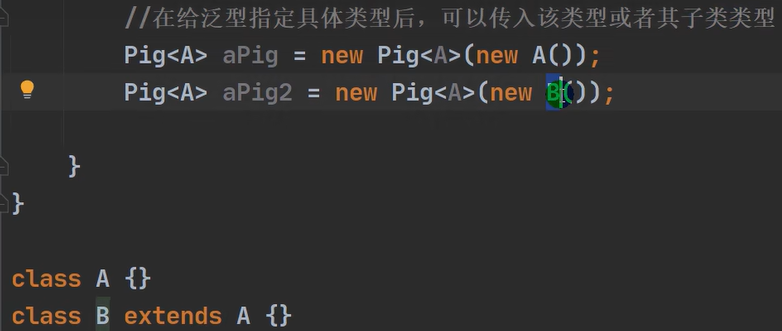 //在给泛型指定具体类型后，可以传入该类型或者其子类类型
Pig<A> aPig = new Pig<A>(new A());
Pig<A> aPig2 = new Pig<A>(new B());
}
}
class A {}
class B extends A {}